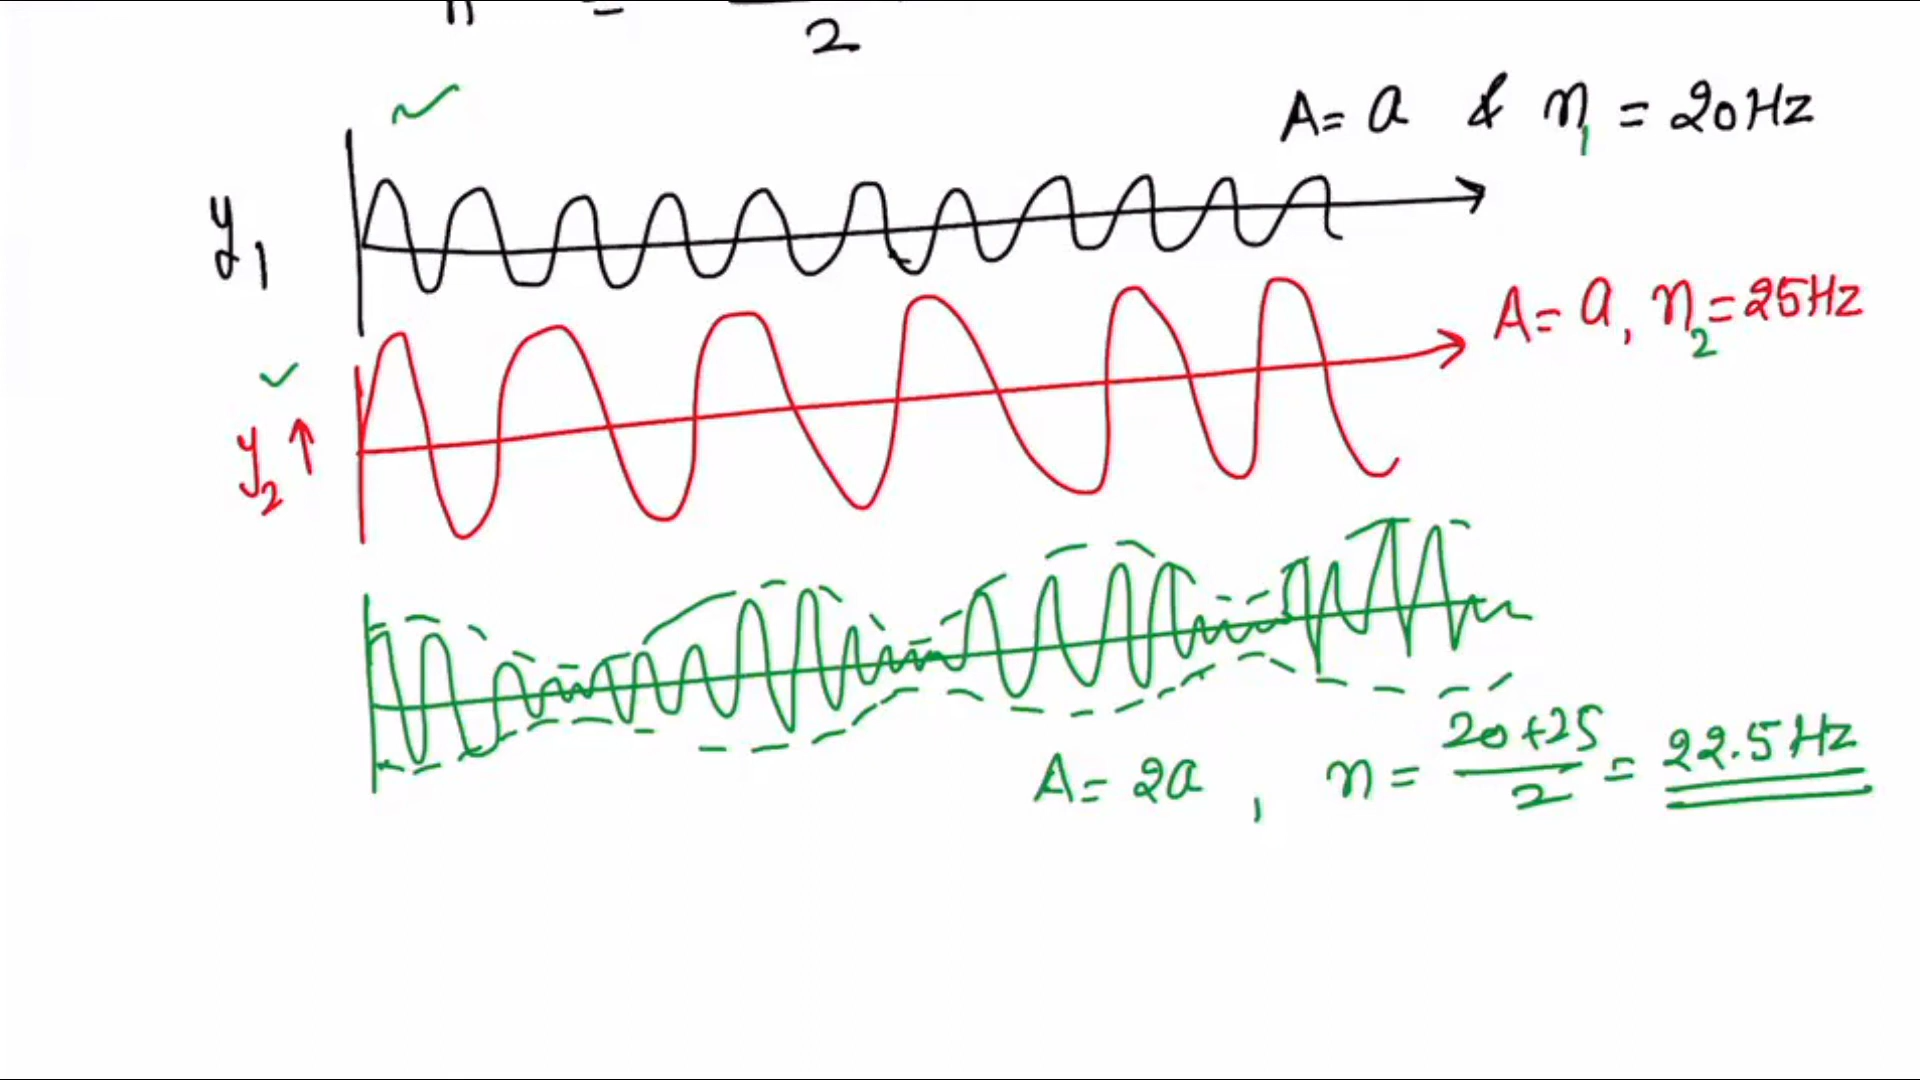 n = 2
A = a & n₁ = 20Hz
y₁
A = a, n₂ = 25Hz
y₂ ↑
A = 2a, n = (20+25)/2 = 22.5Hz